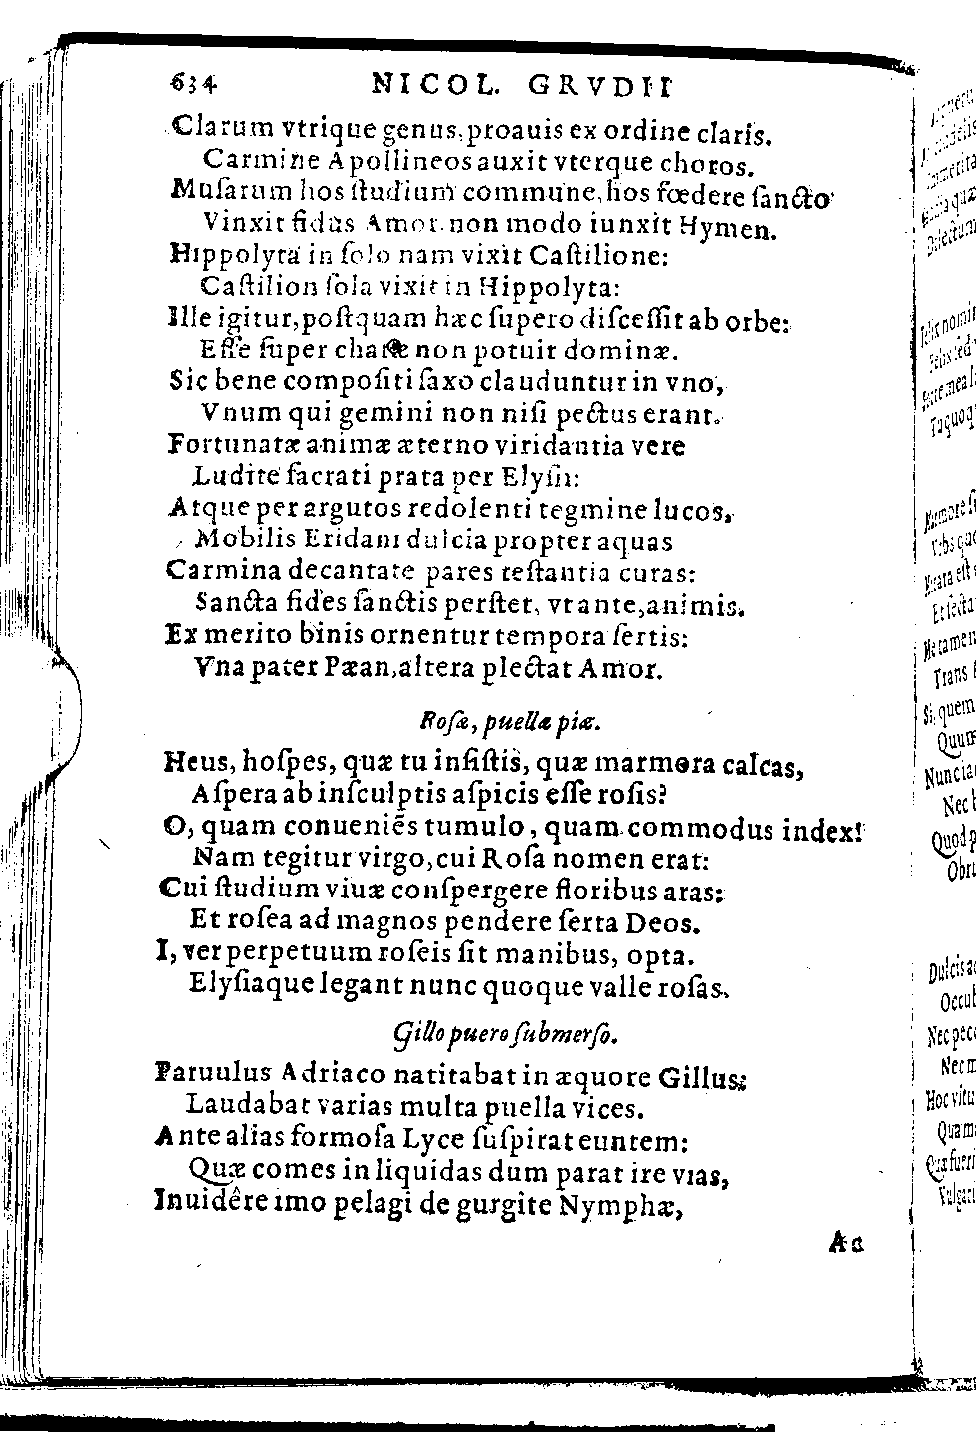 634 NICOL. GRVDII
Clarum vtrique genus, proauis ex ordine claris.
Carmine Apollineos auxit vterque choros.
Muſarum hos ſtudium commune, hos fœdere ſancto
Vinxit fidus Amor. non modo iunxit Hymen.
Hippolyta in ſolo nam vixit Caſtilione:
Caſtilion ſola vixit in Hippolyta:
Ille igitur, poſtquam hæc ſupero diſceſſit ab orbe:
Eſſe ſuper charæ non potuit dominæ.
Sic bene compoſiti ſaxo clauduntur in vno,
Vnum qui gemini non niſi pectus erant.
Fortunatæ animæ æterno viridantia vere
Ludite ſacrati prata per Elyſii:
Atque per argutos redolenti tegmine lucos,
Mobilis Eridani dulcia propter aquas
Carmina decantate pares teſtantia curas:
Sancta fides ſanctis perſtet, vt ante, animis.
Ex merito binis ornentur tempora ſertis:
Vna pater Pæan, altera plectat Amor.
Roſæ, puellæ piæ.
Heus, hoſpes, quæ tu inſiſtis, quæ marmora calcas,
Aſpera ab inſculptis aſpicis eſſe roſis?
O, quam conueniẽs tumulo, quam commodus index!
Nam tegitur virgo, cui Roſa nomen erat:
Cui ſtudium viuæ conſpergere floribus aras:
Et roſea ad magnos pendere ſerta Deos.
I, ver perpetuum roſeis ſit manibus, opta.
Elyſiaque legant nunc quoque valle roſas.
Gillo puero ſubmerſo.
Paruulus Adriaco natitabat in æquore Gillus;
Laudabat varias multa puella vices.
Ante alias formoſa Lyce ſuſpirat euntem:
Quæ comes in liquidas dum parat ire vias,
Inuidêre imo pelagi de gurgite Nymphæ,
Ac